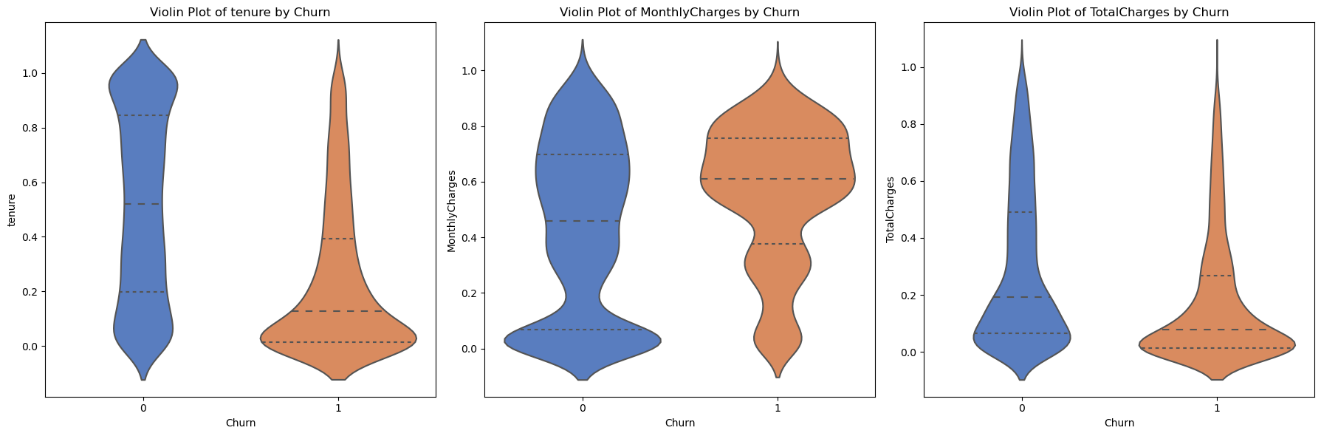 Violin Plot of tenure by Churn
1.0
0.8
0.6
0.4
0.2
0.0
tenure
0
1
Churn
Violin Plot of MonthlyCharges by Churn
1.0
0.8
0.6
0.4
0.2
0.0
MonthlyCharges
0
1
Churn
Violin Plot of TotalCharges by Churn
1.0
0.8
0.6
0.4
0.2
0.0
TotalCharges
0
1
Churn